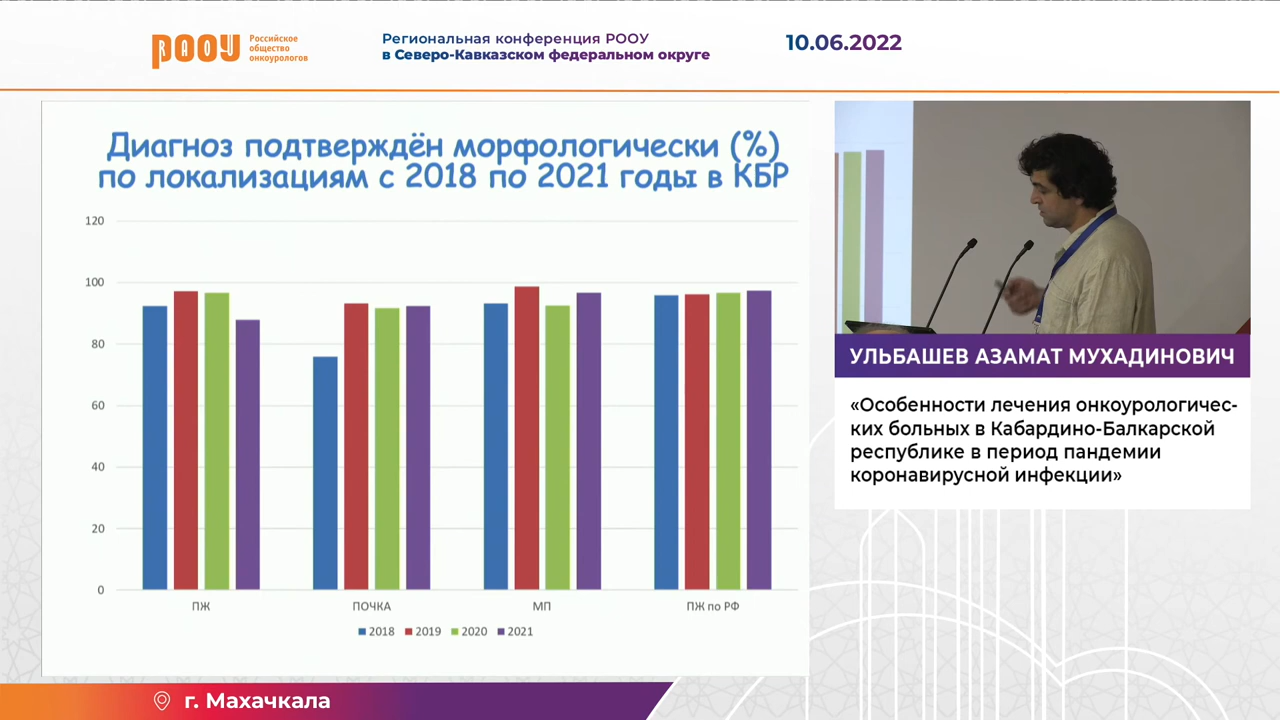 РООУ
Российское
общество
онкоурологов
Региональная конференция РООУ
в Северо-Кавказском федеральном округе
10.06.2022
Диагноз подтверждён морфологически (%)
по локализациям с 2018 по 2021 годы в КБР
120
100
80
60
40
20
0
ПЖ
ПОЧКА
МП
ПЖ по РФ
2018
2019
2020
2021
УЛЬБАШЕВ АЗАМАТ МУХАДИНОВИЧ
«Особенности лечения онкоурологичес-
ких больных в Кабардино-Балкарской
республике в период пандемии
коронавирусной инфекции»
г. Махачкала